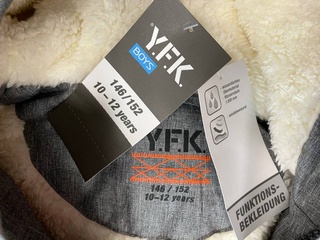 Y.F.K.
BOYS
146/152
10-12 years
Y.F.K.
146 / 152
10-12 years
FUNKTIONS-
BEKLEIDUNG